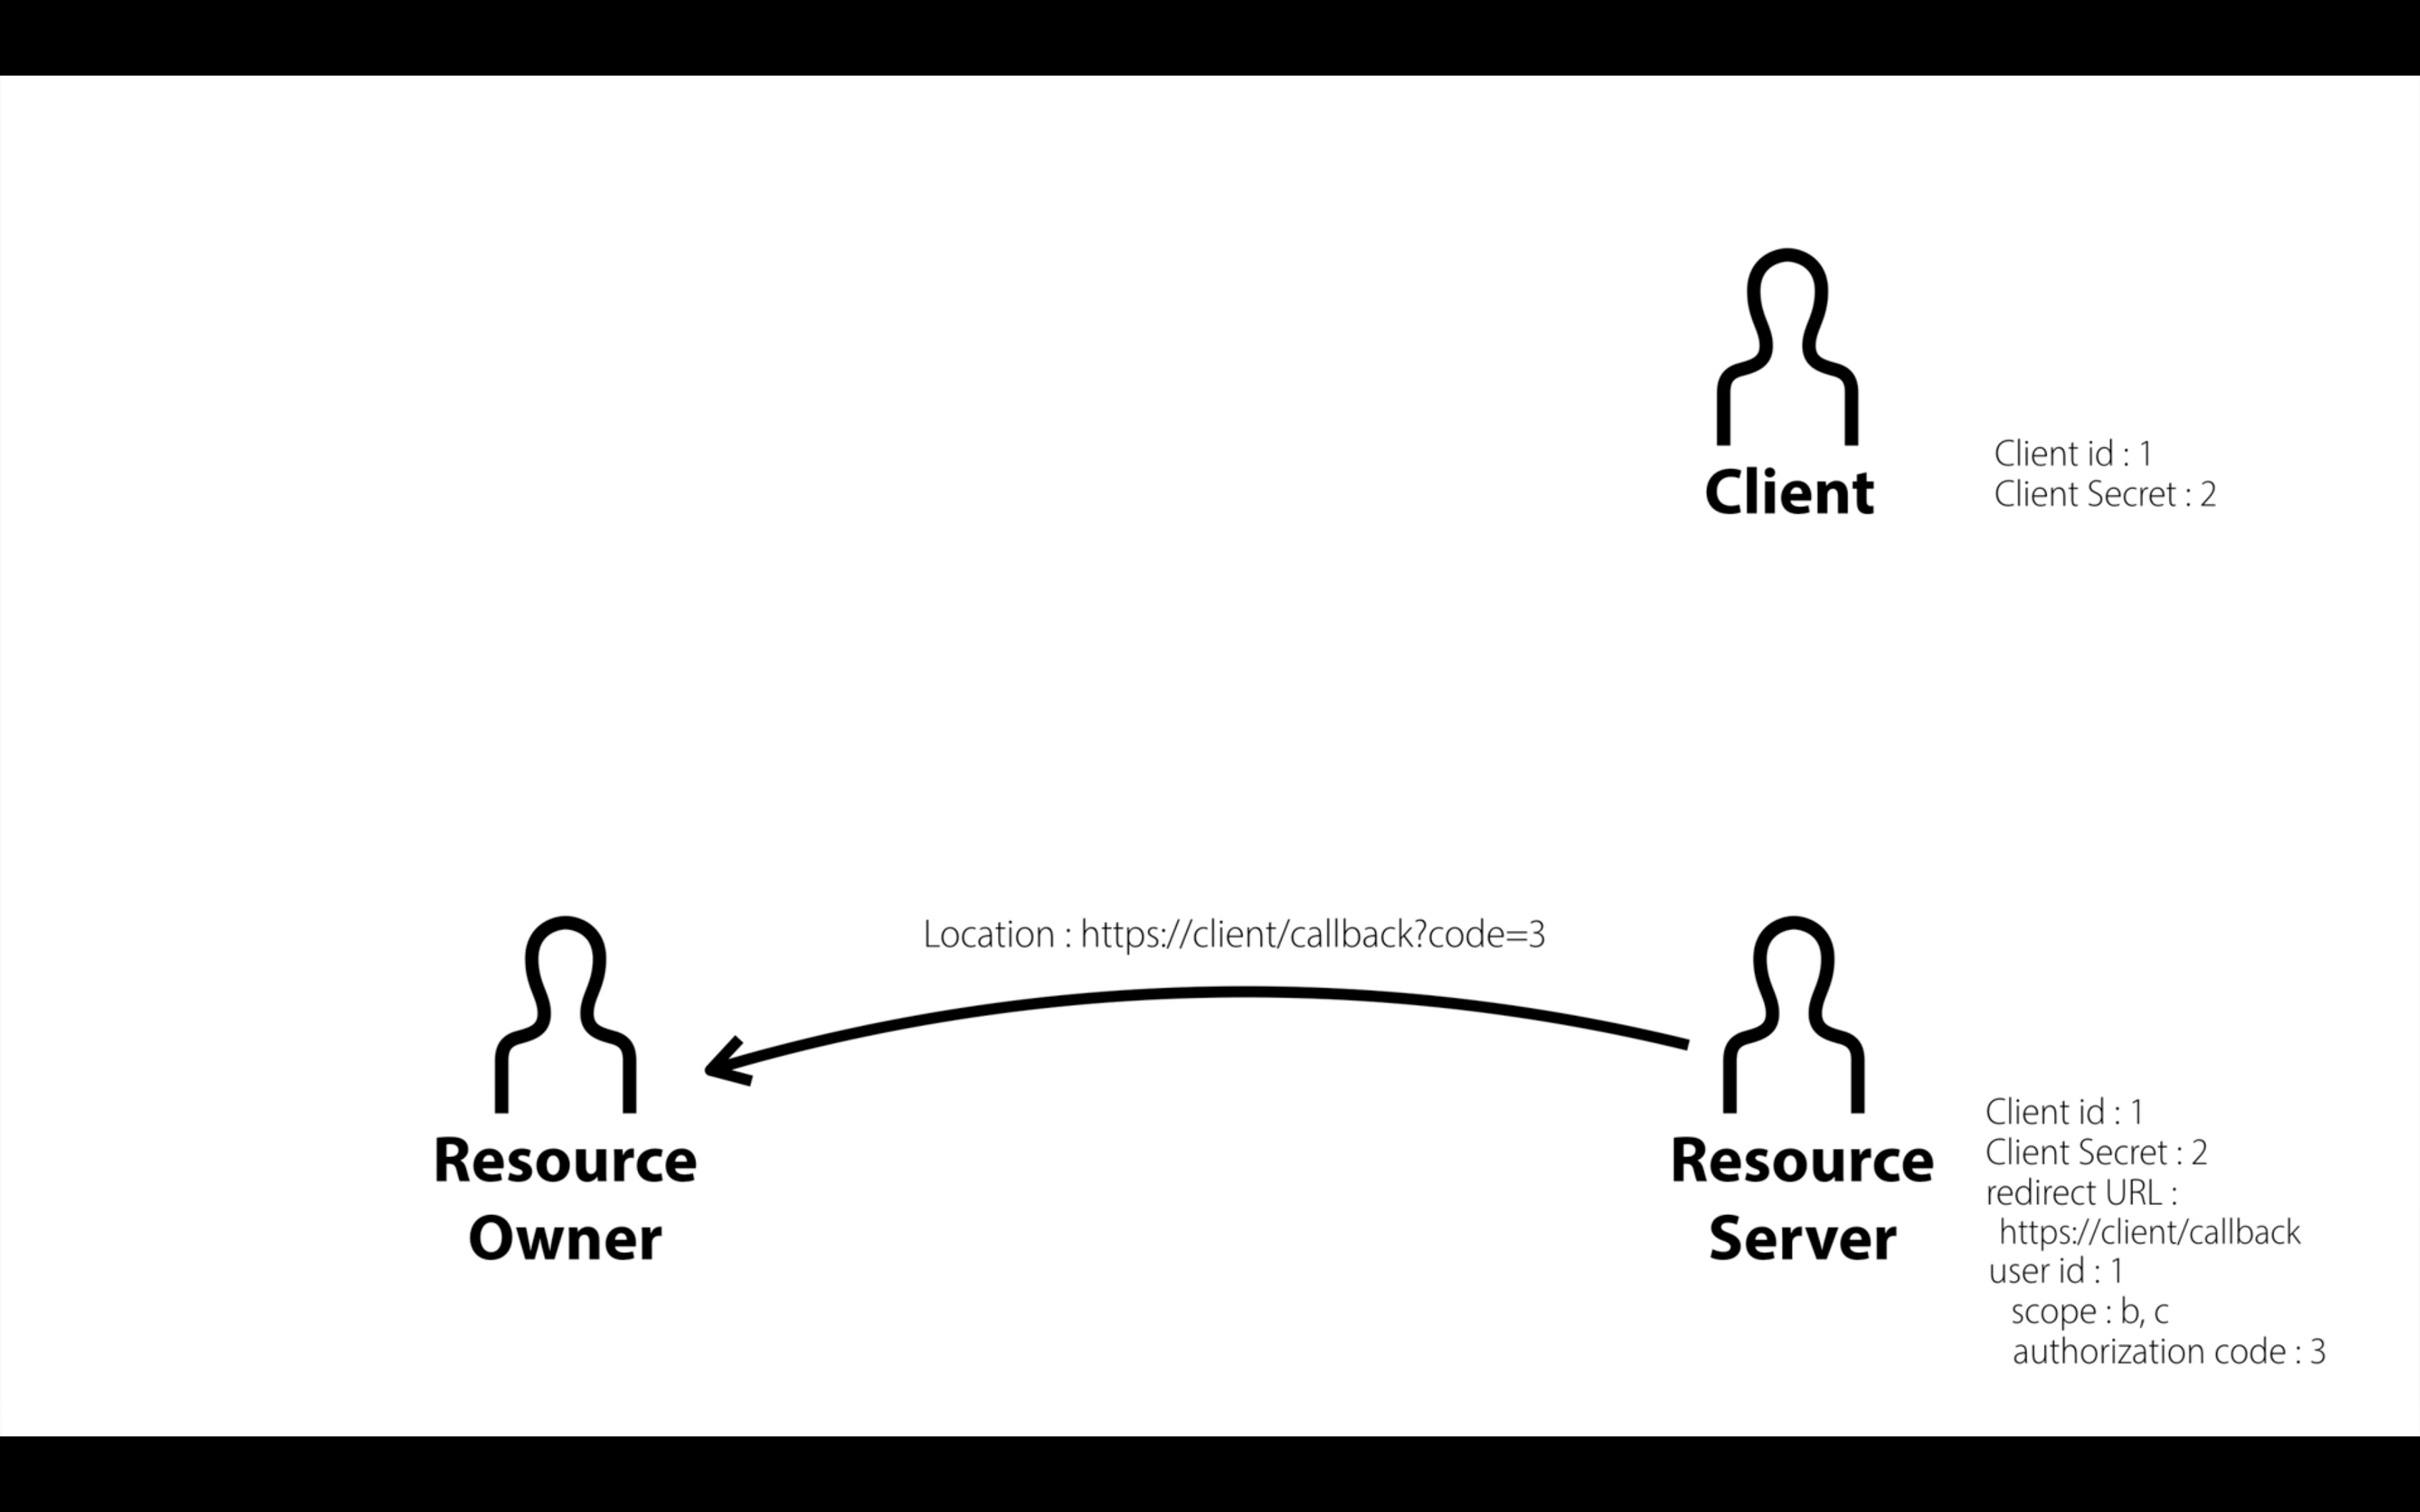 Client
Client id : 1
Client Secret : 2
Location : https://client/callback?code=3
Resource
Owner
Resource
Server
Client id : 1
Client Secret : 2
redirect URL :
https://client/callback
user id : 1
scope : b, c
authorization code : 3